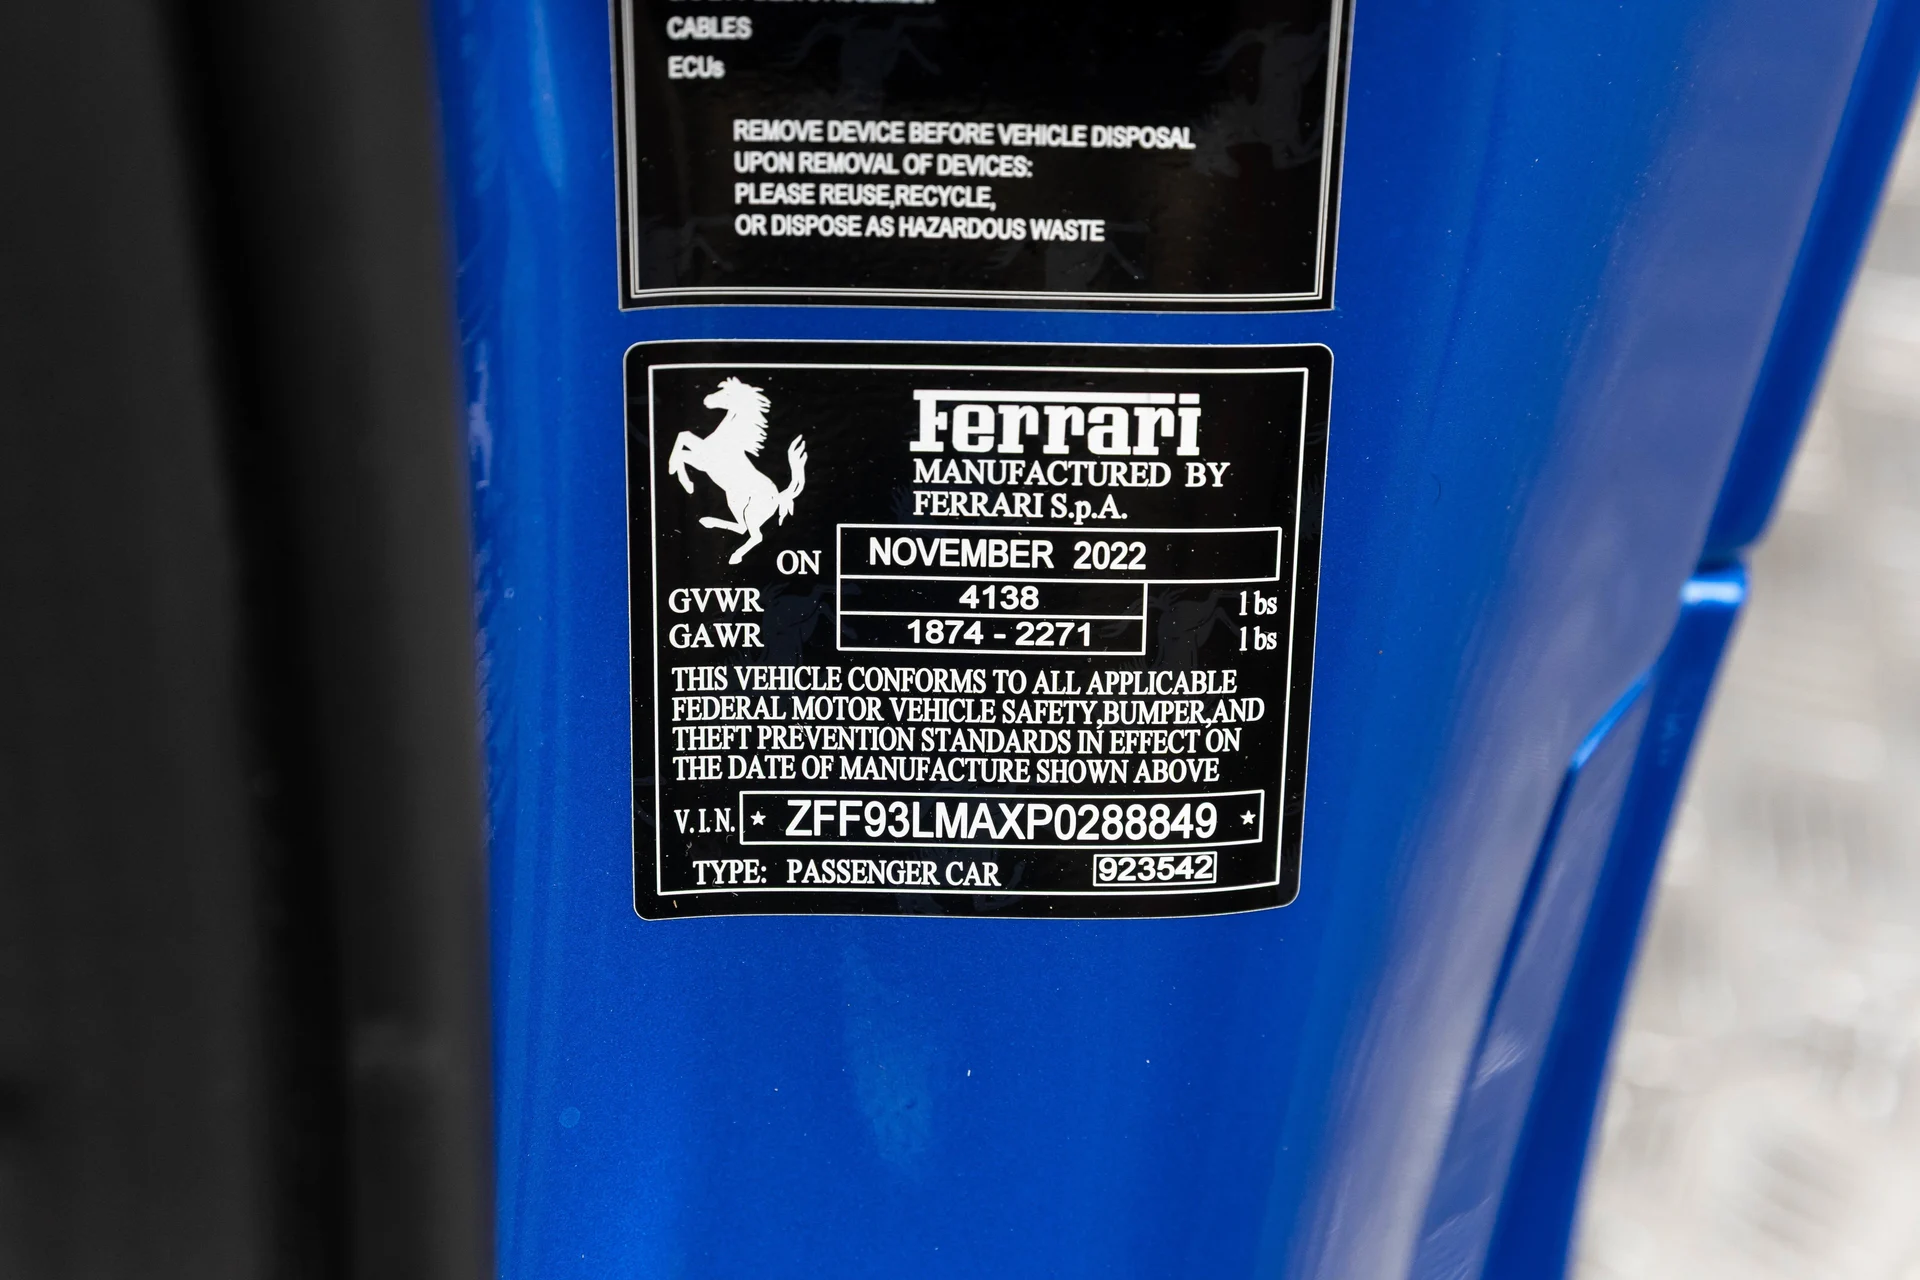 CABLES
ECUs
REMOVE DEVICE BEFORE VEHICLE DISPOSAL
UPON REMOVAL OF DEVICES:
PLEASE REUSE,RECYCLE,
OR DISPOSE AS HAZARDOUS WASTE
Ferrari
MANUFACTURED BY
FERRARI S.p.A.
ON NOVEMBER 2022
GVWR 4138 lbs
GAWR 1874 - 2271 lbs
THIS VEHICLE CONFORMS TO ALL APPLICABLE
FEDERAL MOTOR VEHICLE SAFETY,BUMPER,AND
THEFT PREVENTION STANDARDS IN EFFECT ON
THE DATE OF MANUFACTURE SHOWN ABOVE
V.I.N. ★ ZFF93LMAXP0288849 ★
TYPE: PASSENGER CAR 923542